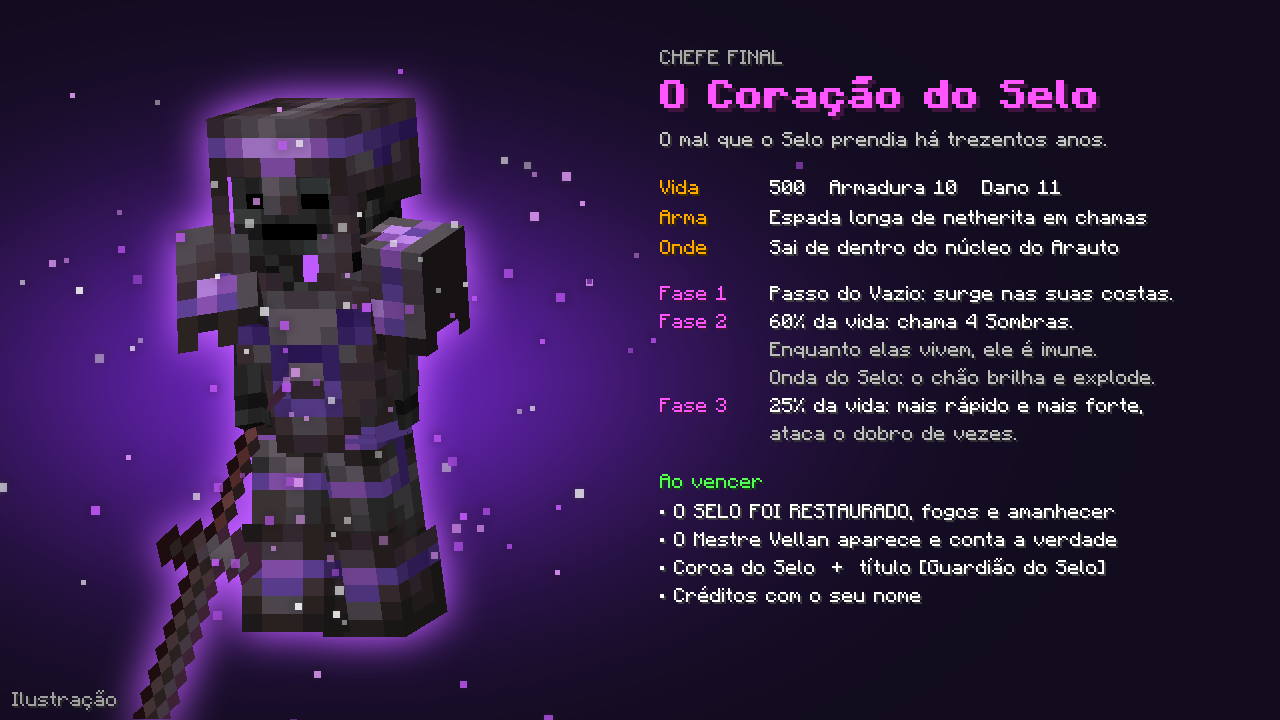 CHEFE FINAL
O Coração do Selo
O mal que o Selo prendia há trezentos anos.
Vida 500 Armadura 10 Dano 11
Arma Espada longa de netherita em chamas
Onde Sai de dentro do núcleo do Arauto
Fase 1 Passo do Vazio: surge nas suas costas.
Fase 2 60% da vida: chama 4 Sombras.
Enquanto elas vivem, ele é imune.
Onda do Selo: o chão brilha e explode.
Fase 3 25% da vida: mais rápido e mais forte,
ataca o dobro de vezes.
Ao vencer
• O SELO FOI RESTAURADO, fogos e amanhecer
• O Mestre Vellan aparece e conta a verdade
• Coroa do Selo + título [Guardião do Selo]
• Créditos com o seu nome
Ilustração